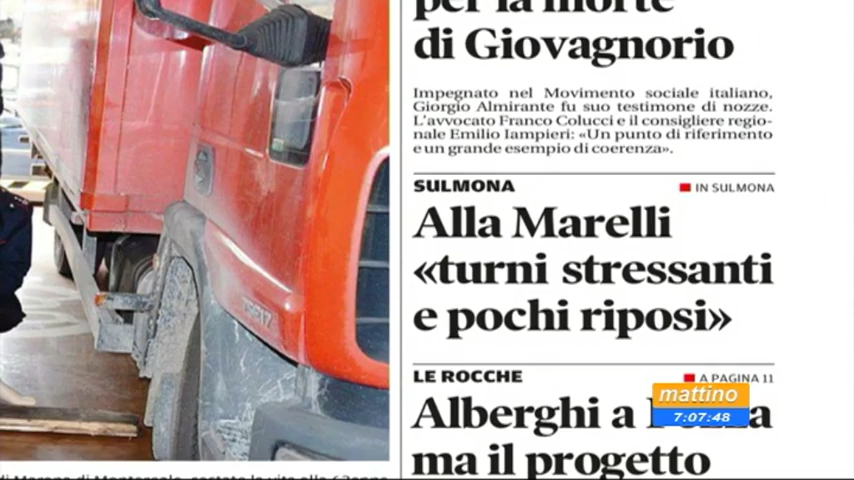 di Giovagnorio
Impegnato nel Movimento sociale italiano,
Giorgio Almirante fu suo testimone di nozze.
L'avvocato Franco Colucci e il consigliere regio-
nale Emilio Iampieri: «Un punto di riferimento
e un grande esempio di coerenza».
SULMONA
IN SULMONA
Alla Marelli
«turni stressanti
e pochi riposi»
LE ROCCHE
A PAGINA 11
mattino
7:07:48
Alberghi a
ma il progetto